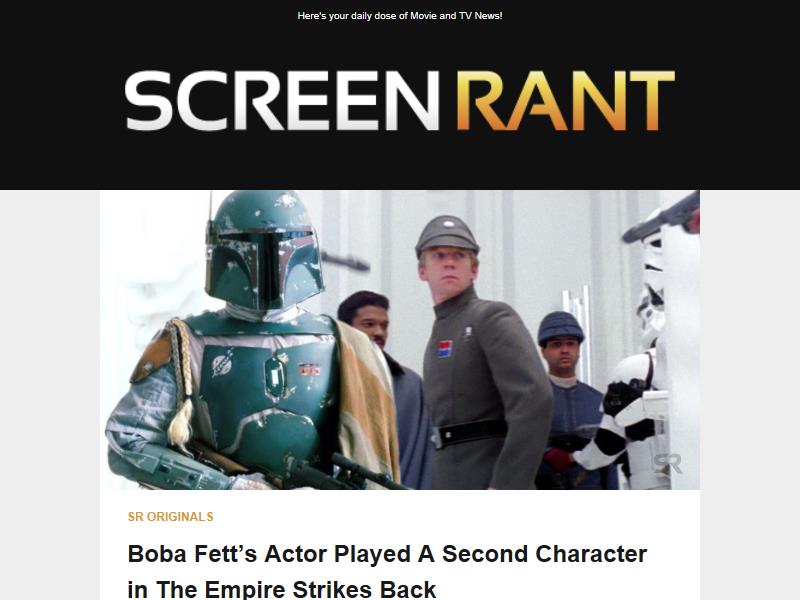 Here's your daily dose of Movie and TV News!
SCREEN RANT
SR
SR ORIGINALS
Boba Fett’s Actor Played A Second Character
in The Empire Strikes Back